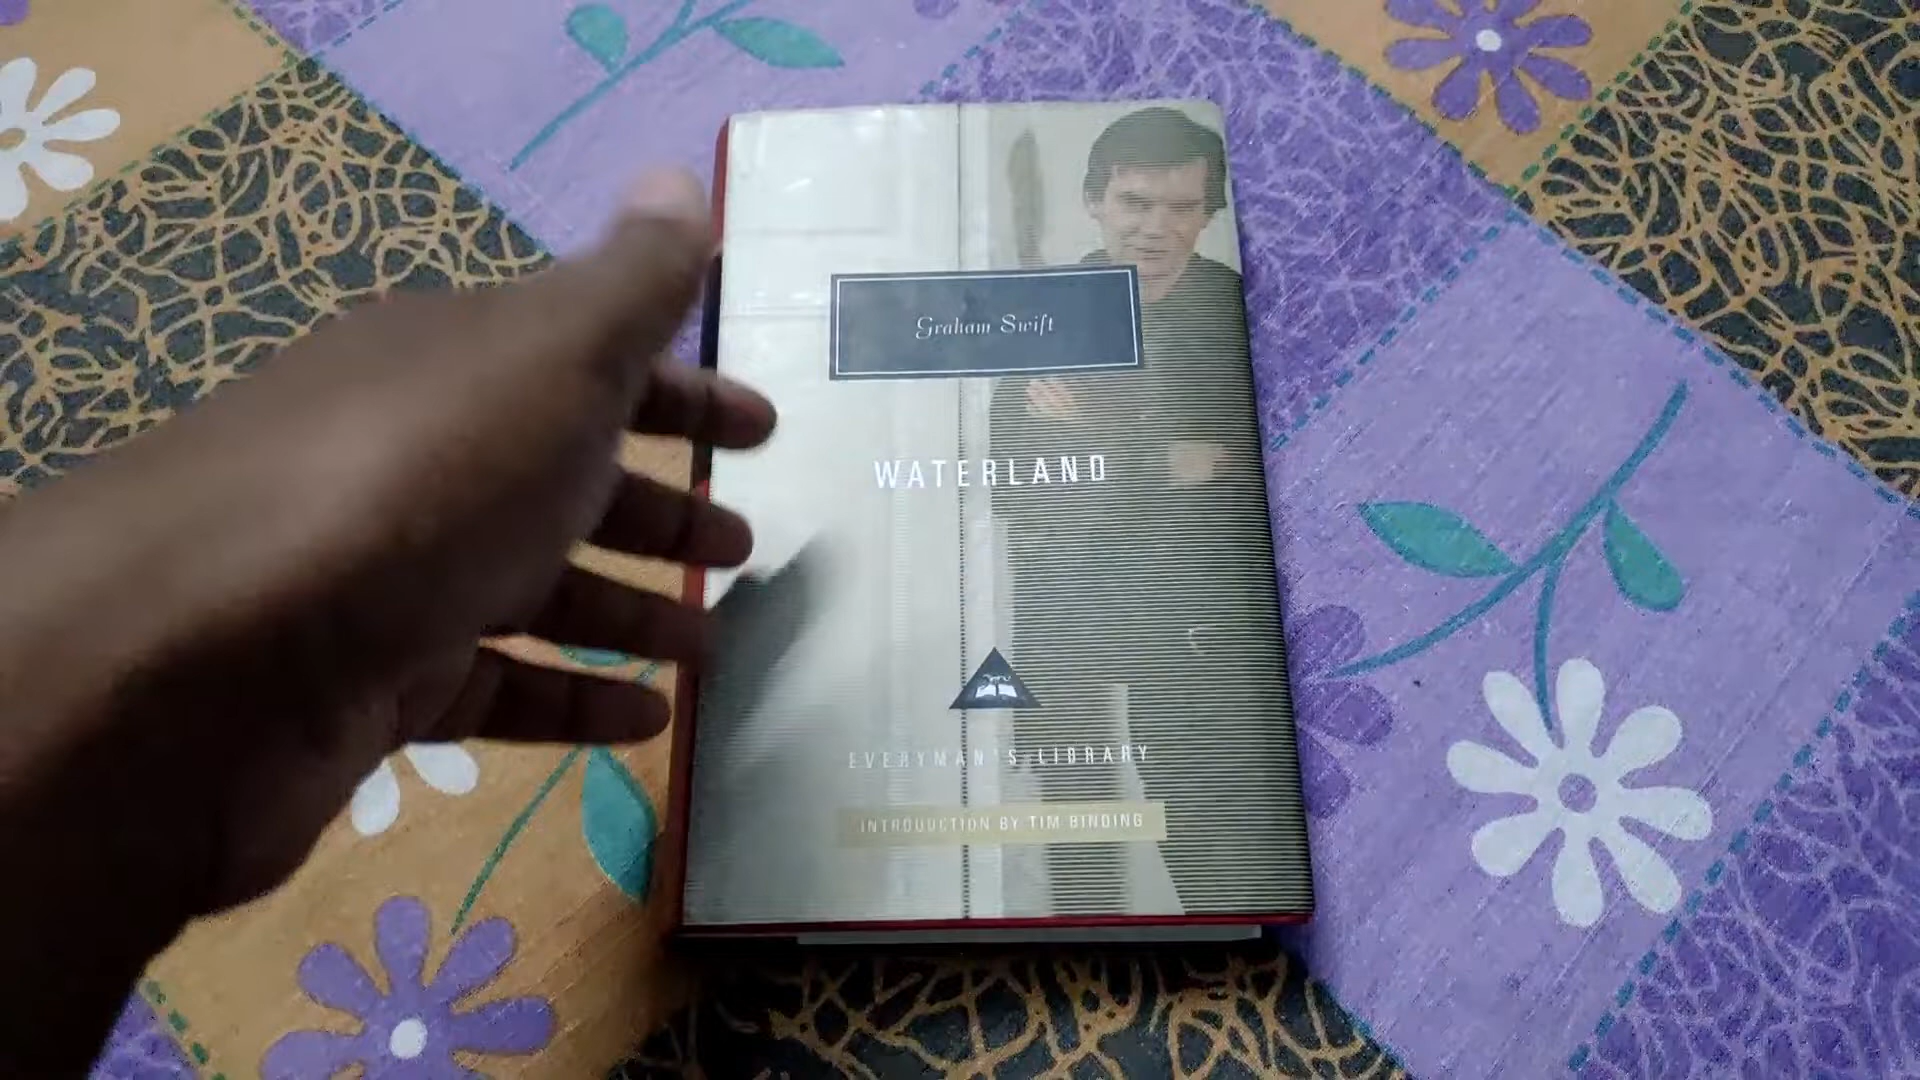 Graham Swift
WATERLAND
EVERYMAN'S LIBRARY
INTRODUCTION BY TIM BINDING